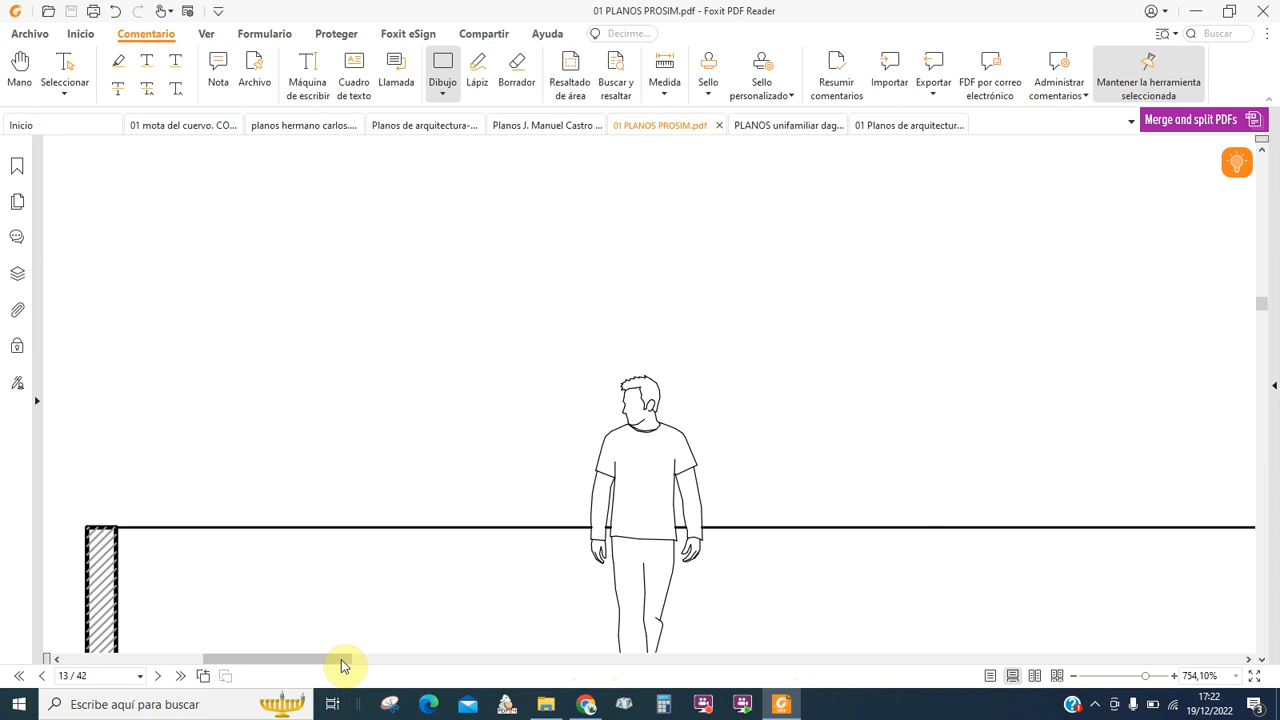 01 PLANOS PROSIM.pdf - Foxit PDF Reader
Archivo Inicio Comentario Ver Formulario Proteger Foxit eSign Compartir Ayuda Decirme... Buscar
Mano Seleccionar Nota Archivo Máquina de escribir Cuadro de texto Llamada Dibujo Lápiz Borrador Resaltado de área Buscar y resaltar Medida Sello Sello personalizado Resumir comentarios Importar Exportar PDF por correo electrónico Administrar comentarios Mantener la herramienta seleccionada
Inicio 01 mota del cuervo. CO... planos hermano carlos.... Planos de arquitectura-... Planos J. Maricel Castro ... 01 PLANOS PROSIM.pdf PLANOS unifamiliar lag... 01 Planos de arquitectur... Merge and split PDFs
13 / 42 754,10%
Escribe aquí para buscar 17:22
19/12/2022